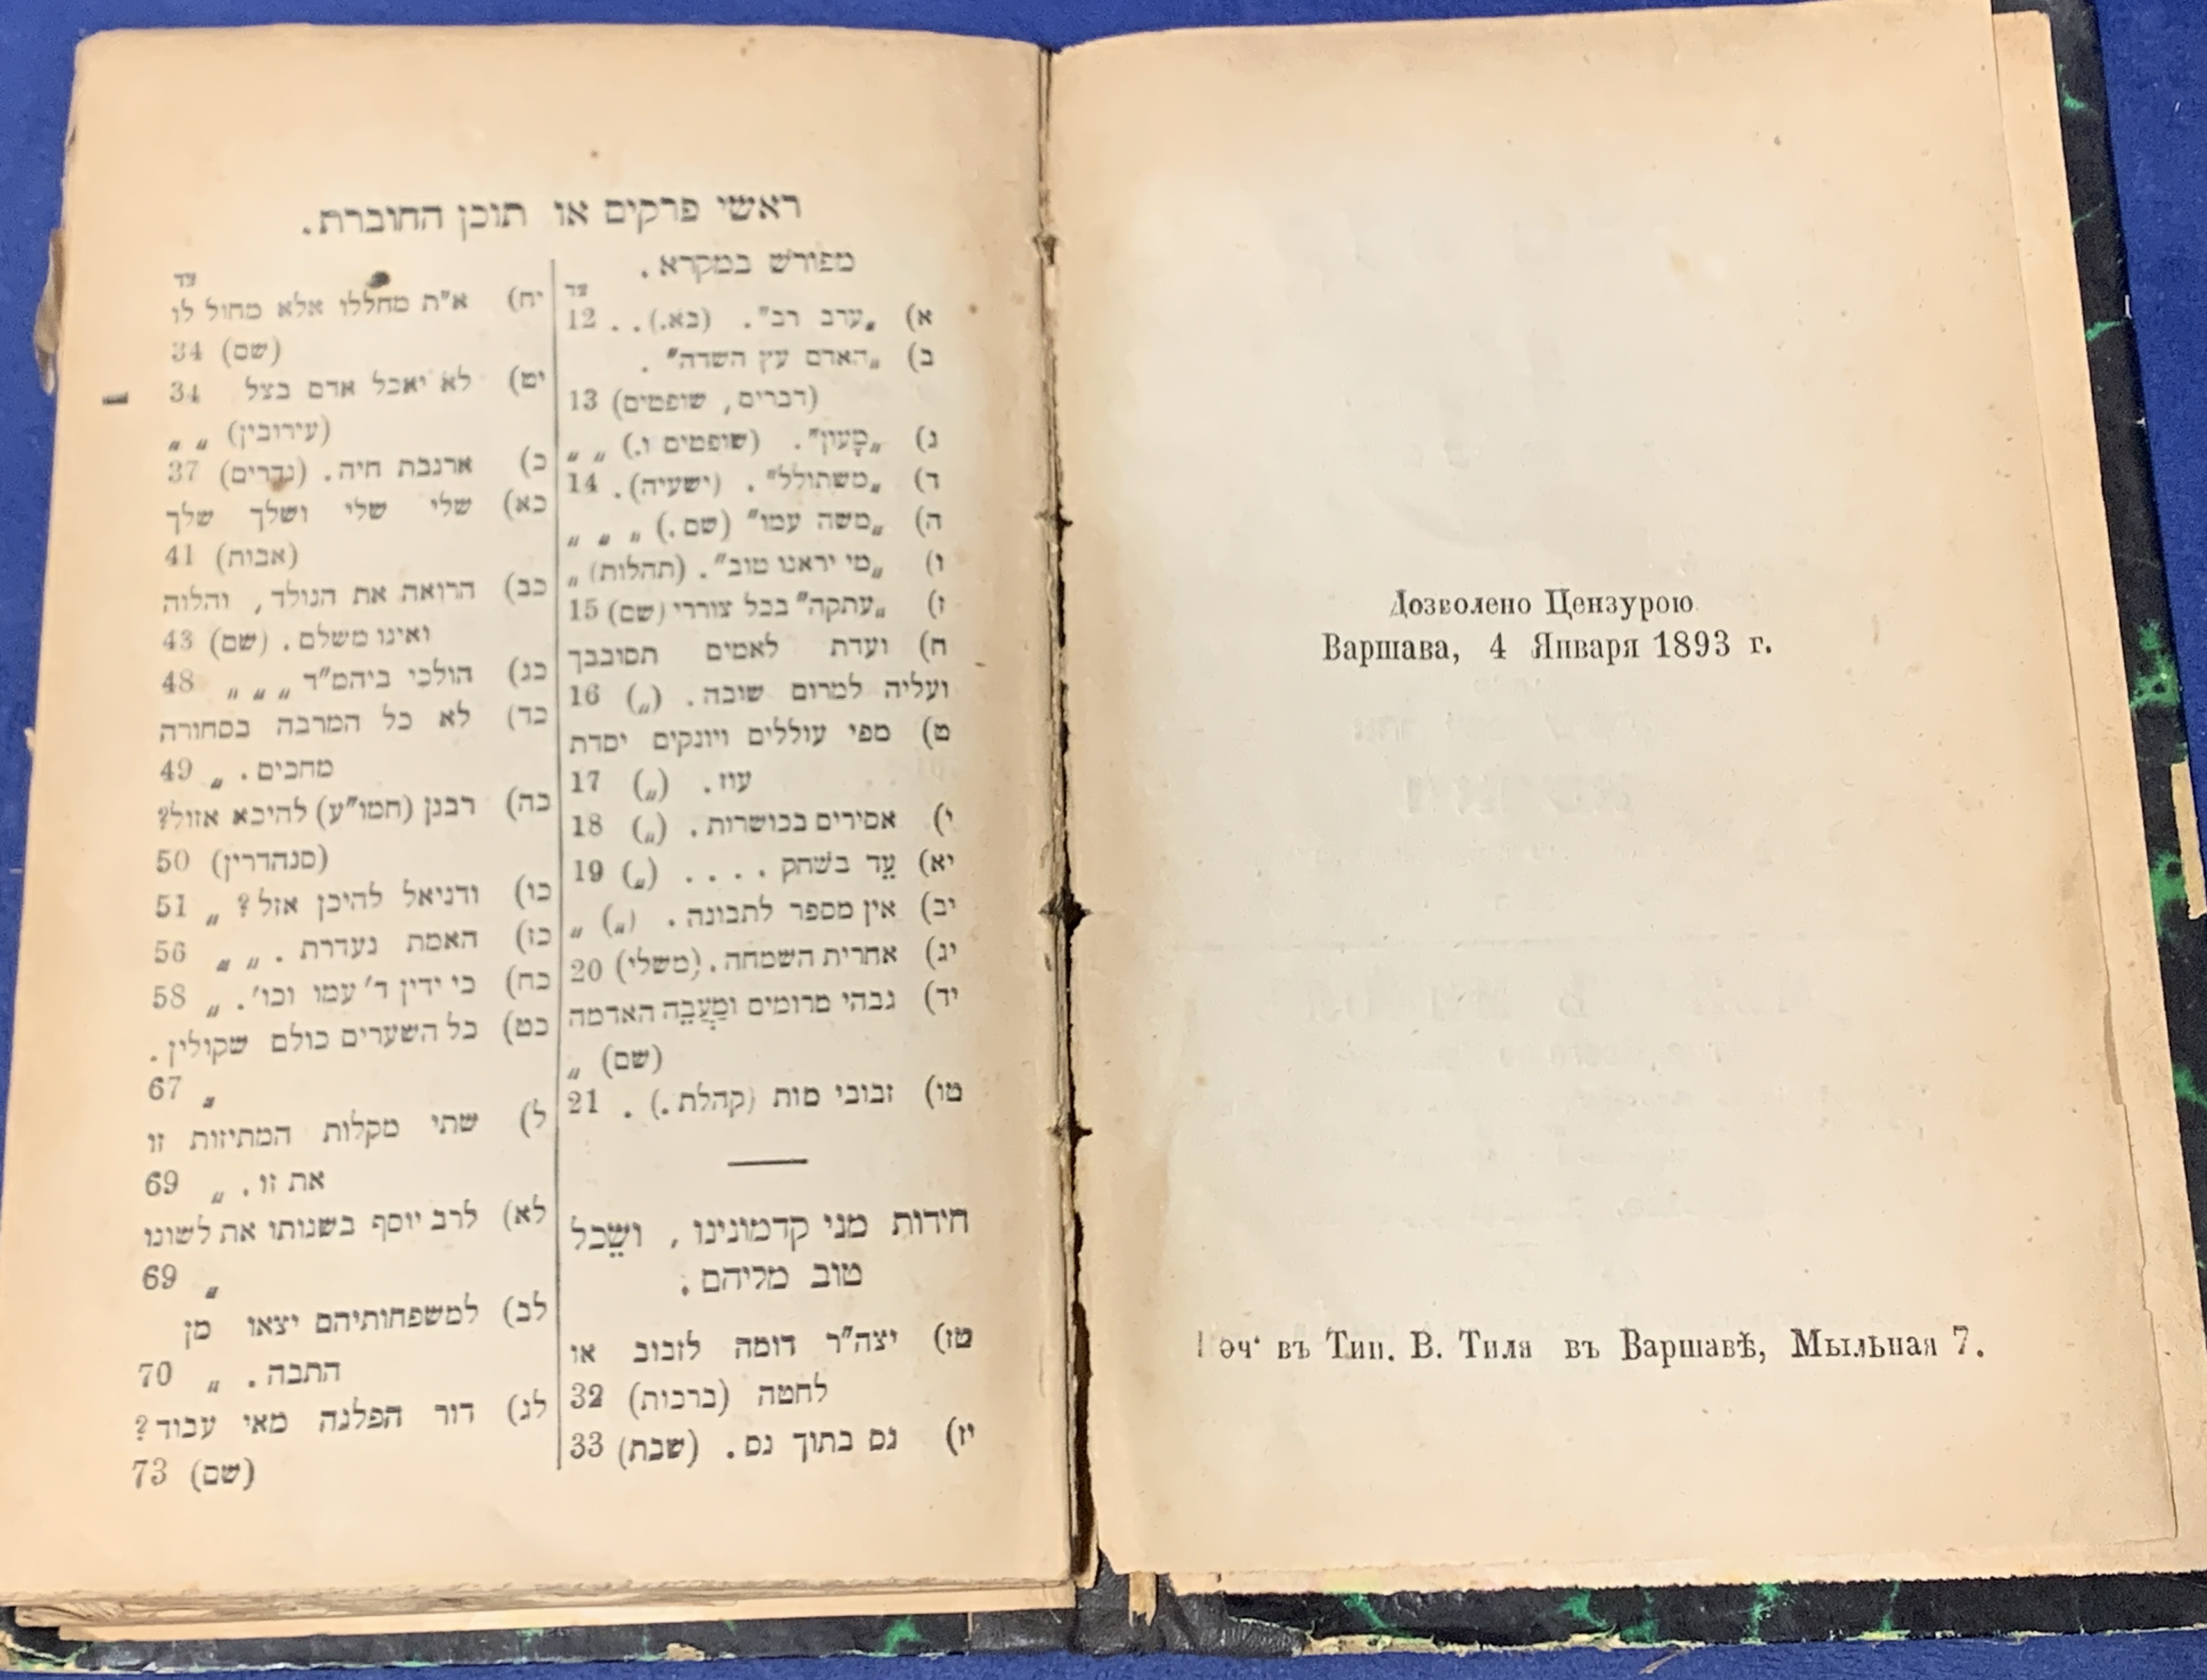 Дозволено Цензурою
Варшава, 4 Января 1893 г.
въ Тип. В. Тиля въ Варшавѣ, Мыльная 7.
ראשי פרקים או תוכן החוברת.
מפורש במקרא.
צד
א) „ערב רב". (בא.) . . 12
ב) „האדם עץ השדה" .
(דברים, שופטים) 13
ג) „טָעון". (שופטים ו.) „ „
ד) „משתולל". (ישעיה). 14
ה) „משה עמו" (שם.) „ „ „
ו) „מי יראנו טוב". (תהלות) „
ז) „עתקה" בכל צוררי (שם) 15
ח) ועדת לאמים תסובבך
ועליה למרום שובה. („) 16
ט) מפי עוללים ויונקים יסדת
עוז. („) 17
י) אסירים בכושרות. („) 18
יא) עֵד בשחק . . . . („) 19
יב) אין מספר לתבונה. („) „
יג) אחרית השמחה. (משלי) 20
יד) גבהי מרומים ומַעֲבֵה האדמה
(שם) „
טו) זבובי מות (קהלת.) . 21
חידות מני קדמונינו, ושֵׂכל
טוב מליהם.
טז) יצה"ר דומה לזבוב או
לחטה (ברכות) 32
יז) נס בתוך נס. (שבת) 33
צד
יח) א"ת מחללו אלא מחול לו
(שם) 34
יט) לא יאכל אדם בצל 34
(עירובין) „ „
כ) ארנבת חיה. (נדרים) 37
כא) שלי שלי ושלך שלך
(אבות) 41
כב) הרואה את הנולד, והלוה
ואינו משלם. (שם) 43
כג) הולכי ביהמ"ד „ „ „ 48
כד) לא כל המרבה בסחורה
מחכים. „ 49
כה) רבנן (חמו"ע) להיכא אזול?
(סנהדרין) 50
כו) ודניאל להיכן אזל? „ 51
כז) האמת נעדרת. „ „ 56
כח) כי ידין ד' עמו וכו'. „ 58
כט) כל השערים כולם שקולין.
„ 67
ל) שתי מקלות המתיזות זו
את זו. „ 69
לא) לרב יוסף בשנותו את לשונו
„ 69
לב) למשפחותיהם יצאו מן
התבה. „ 70
לג) דור הפלגה מאי עבוד?
(שם) 73